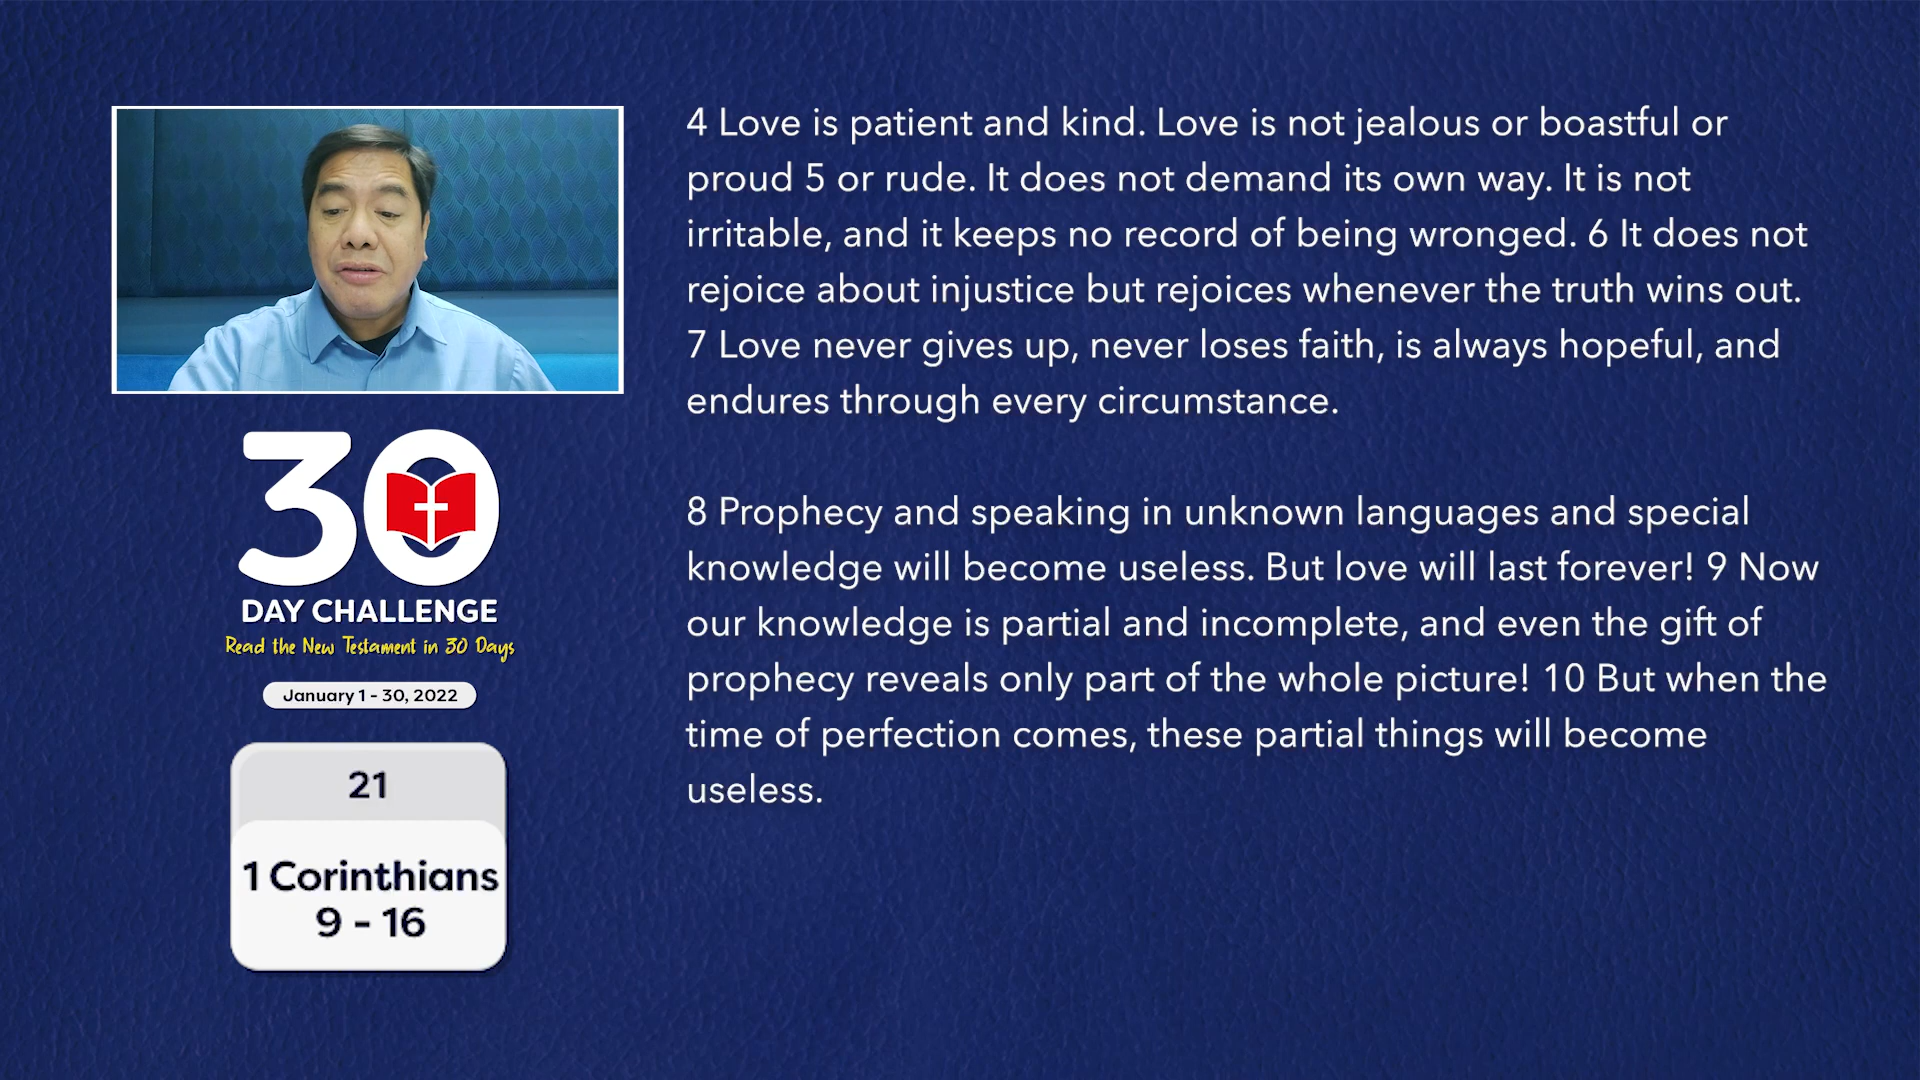 4 Love is patient and kind. Love is not jealous or boastful or
proud 5 or rude. It does not demand its own way. It is not
irritable, and it keeps no record of being wronged. 6 It does not
rejoice about injustice but rejoices whenever the truth wins out.
7 Love never gives up, never loses faith, is always hopeful, and
endures through every circumstance.
8 Prophecy and speaking in unknown languages and special
knowledge will become useless. But love will last forever! 9 Now
our knowledge is partial and incomplete, and even the gift of
prophecy reveals only part of the whole picture! 10 But when the
time of perfection comes, these partial things will become
useless.
30
DAY CHALLENGE
Read the New Testament in 30 Days
January 1 - 30, 2022
21
1 Corinthians
9 - 16